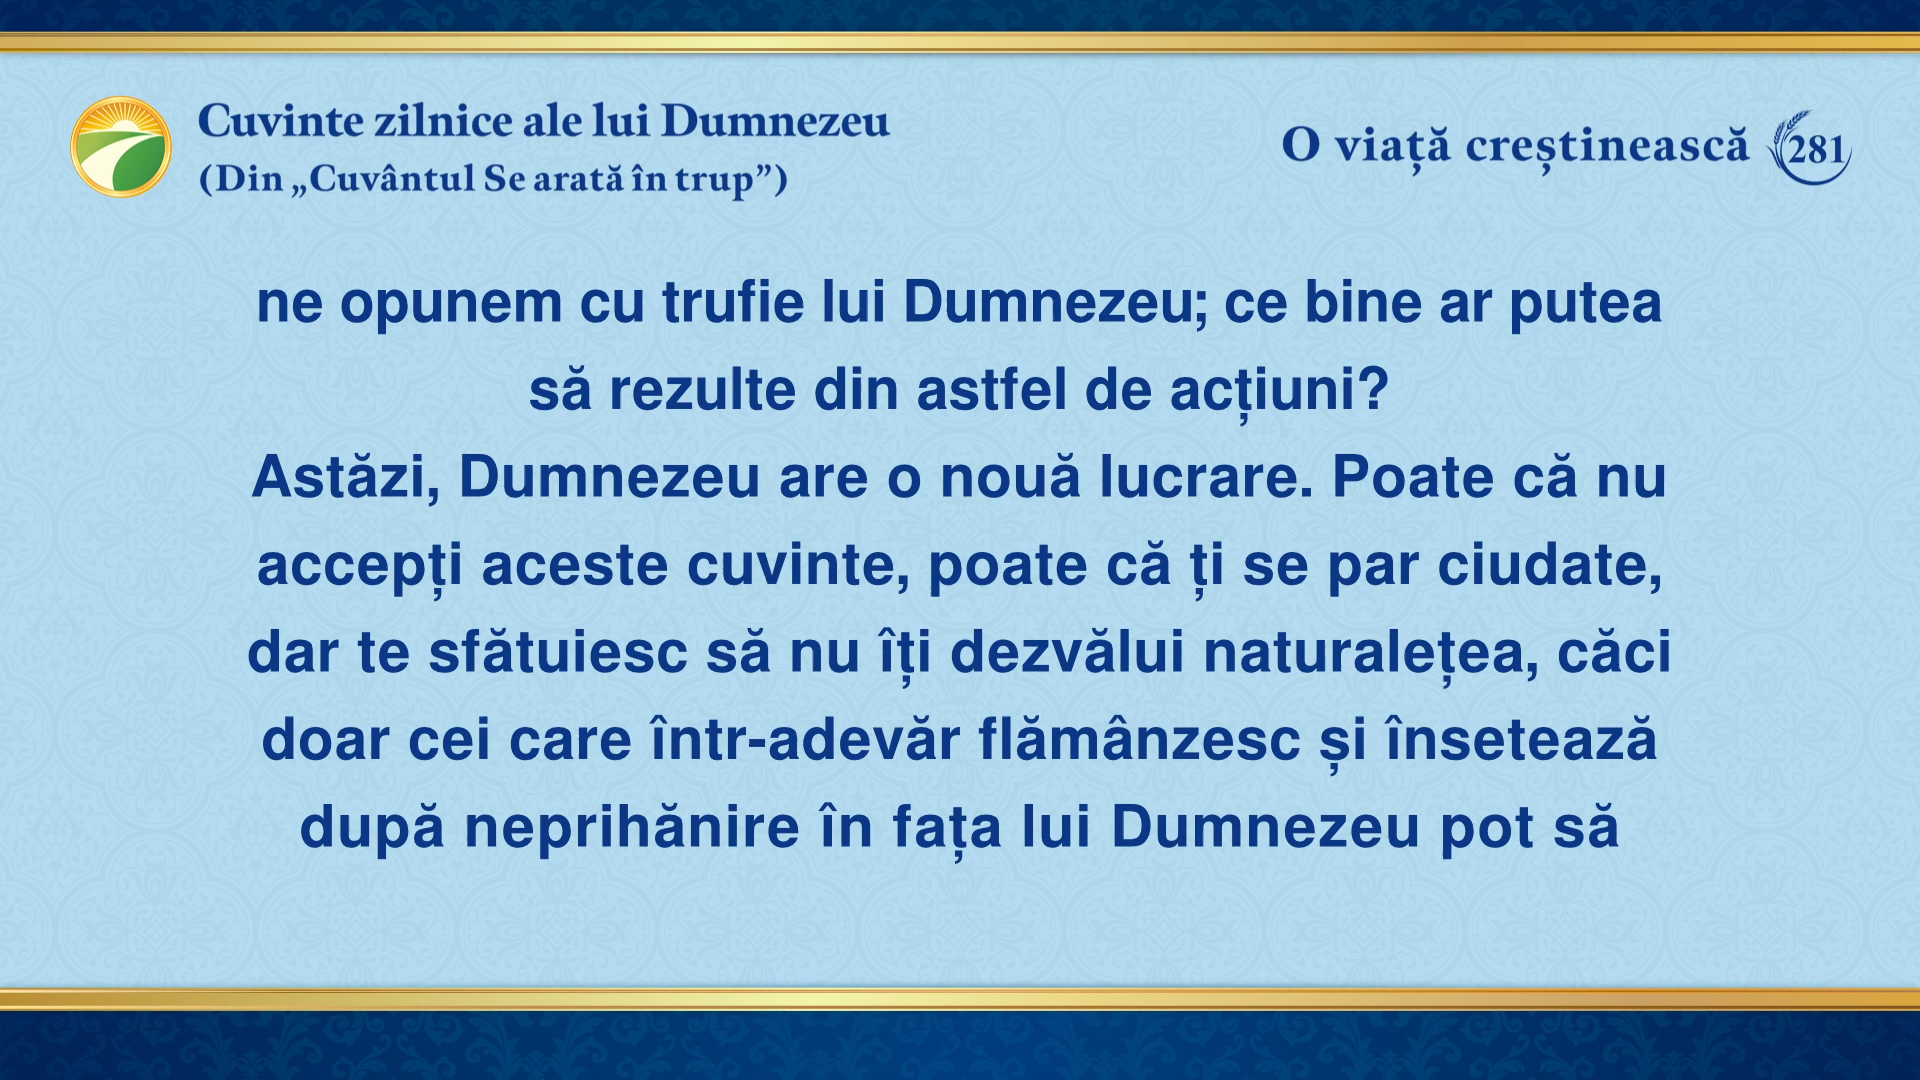 Cuvinte zilnice ale lui Dumnezeu
(Din „Cuvântul Se arată în trup”)
O viață creștinească 281
ne opunem cu trufie lui Dumnezeu; ce bine ar putea
să rezulte din astfel de acțiuni?
Astăzi, Dumnezeu are o nouă lucrare. Poate că nu
accepți aceste cuvinte, poate că ți se par ciudate,
dar te sfătuiesc să nu îți dezvălui naturalețea, căci
doar cei care într-adevăr flămânzesc și însetează
după neprihănire în fața lui Dumnezeu pot să